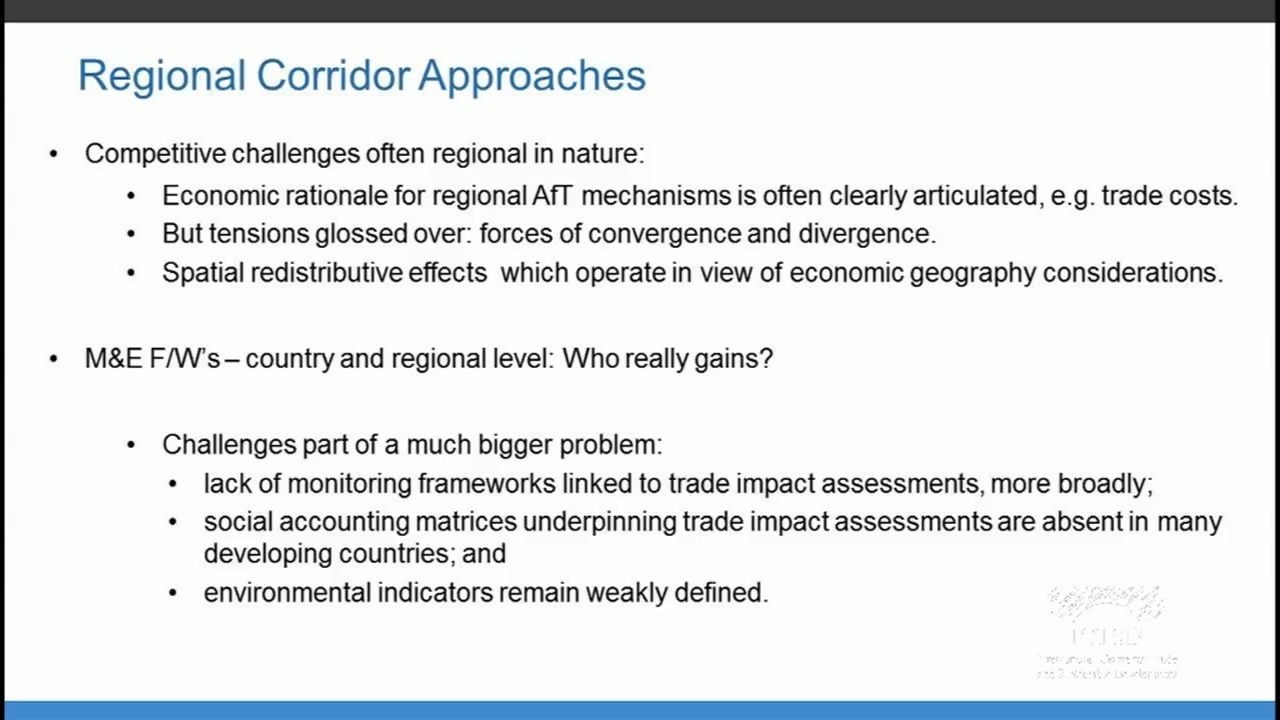 Regional Corridor Approaches
• Competitive challenges often regional in nature:
• Economic rationale for regional AfT mechanisms is often clearly articulated, e.g. trade costs.
• But tensions glossed over: forces of convergence and divergence.
• Spatial redistributive effects which operate in view of economic geography considerations.
• M&E F/W’s – country and regional level: Who really gains?
• Challenges part of a much bigger problem:
• lack of monitoring frameworks linked to trade impact assessments, more broadly;
• social accounting matrices underpinning trade impact assessments are absent in many
developing countries; and
• environmental indicators remain weakly defined.